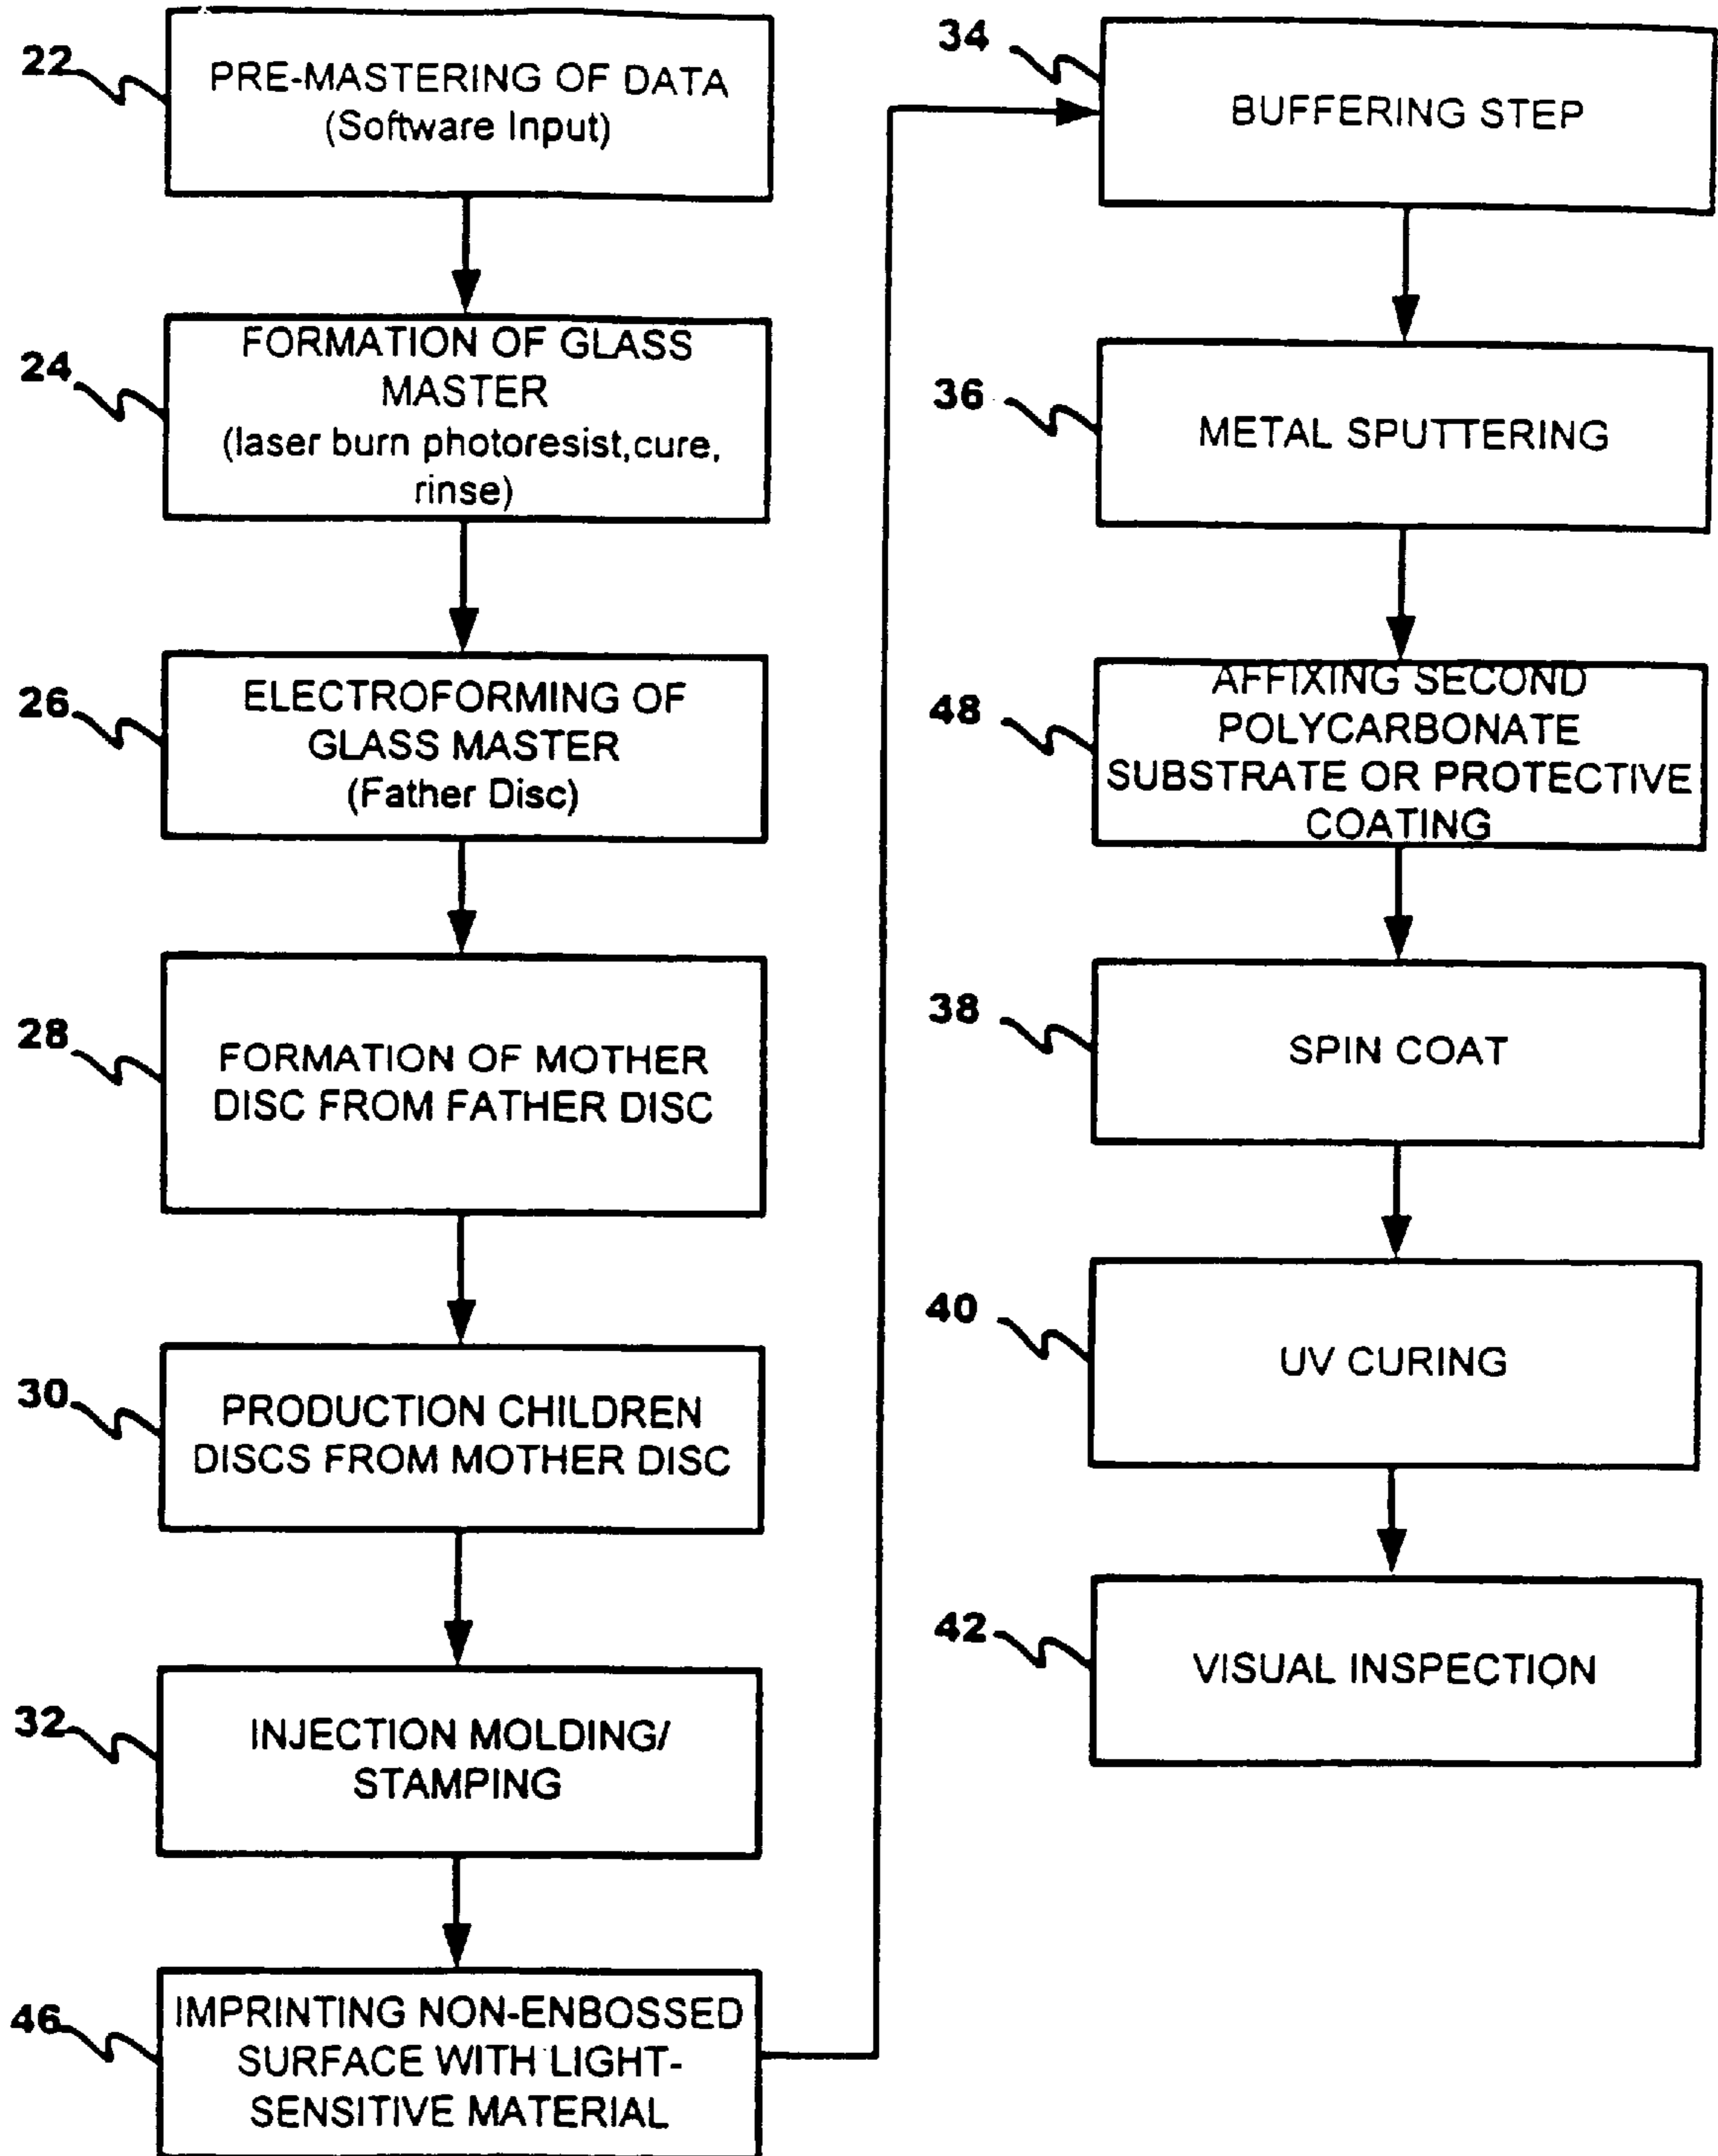 22
PRE-MASTERING OF DATA
(Software Input)
24
FORMATION OF GLASS
MASTER
(laser burn photoresist,cure,
rinse)
26
ELECTROFORMING OF
GLASS MASTER
(Father Disc)
28
FORMATION OF MOTHER
DISC FROM FATHER DISC
30
PRODUCTION CHILDREN
DISCS FROM MOTHER DISC
32
INJECTION MOLDING/
STAMPING
46
IMPRINTING NON-ENBOSSED
SURFACE WITH LIGHT-
SENSITIVE MATERIAL
34
BUFFERING STEP
36
METAL SPUTTERING
48
AFFIXING SECOND
POLYCARBONATE
SUBSTRATE OR PROTECTIVE
COATING
38
SPIN COAT
40
UV CURING
42
VISUAL INSPECTION